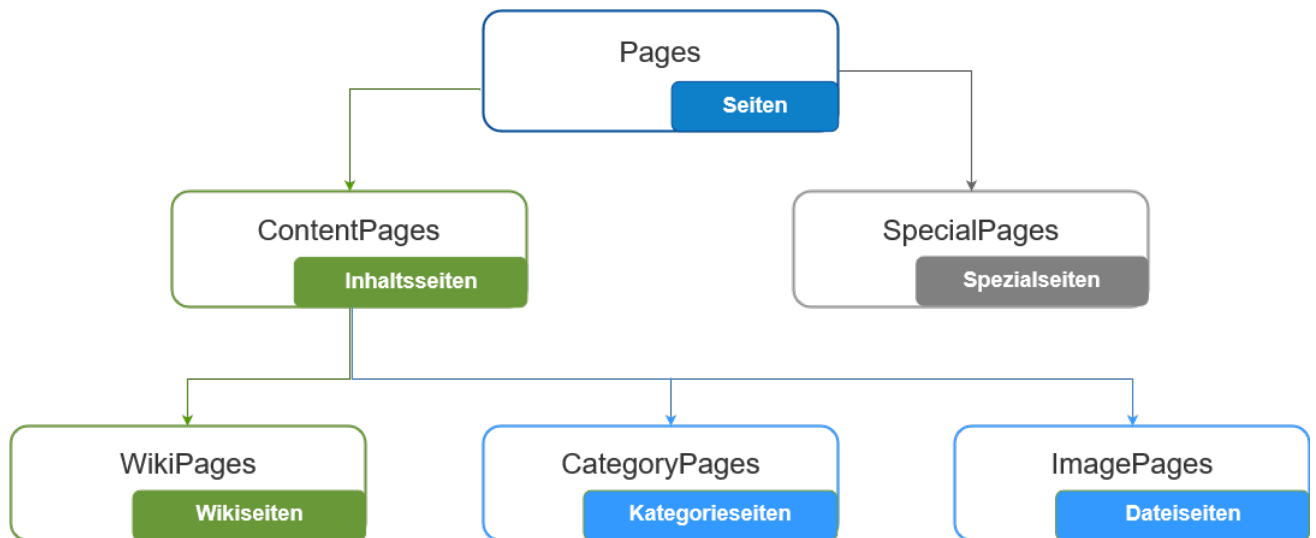 Pages
Seiten
ContentPages
Inhaltsseiten
SpecialPages
Spezialseiten
WikiPages
Wikiseiten
CategoryPages
Kategorieseiten
ImagePages
Dateiseiten